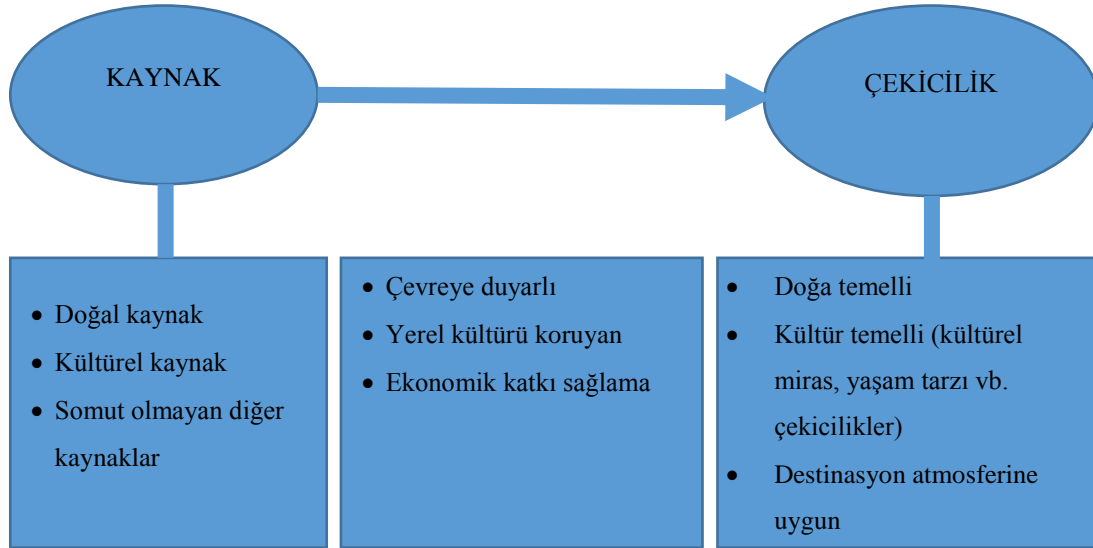 KAYNAK
ÇEKİCİLİK
• Doğal kaynak
• Kültürel kaynak
• Somut olmayan diğer
kaynaklar
• Çevreye duyarlı
• Yerel kültürü koruyan
• Ekonomik katkı sağlama
• Doğa temelli
• Kültür temelli (kültürel
miras, yaşam tarzı vb.
çekicilikler)
• Destinasyon atmosferine
uygun